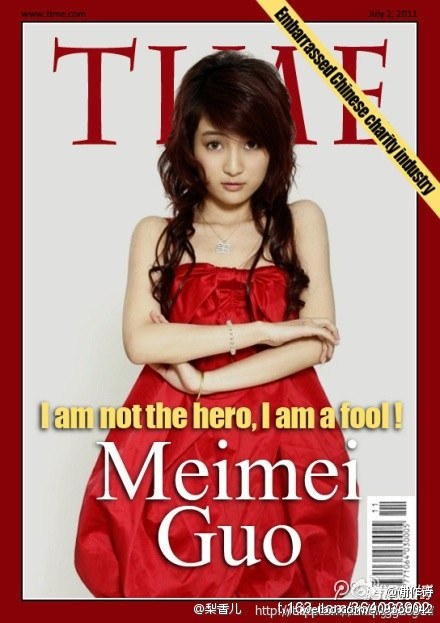 www.time.com
July 2, 2011
TIME
Embarrassed Chinese charity industry
I am not the hero, I am a fool !
Meimei
Guo
11
@梨香儿